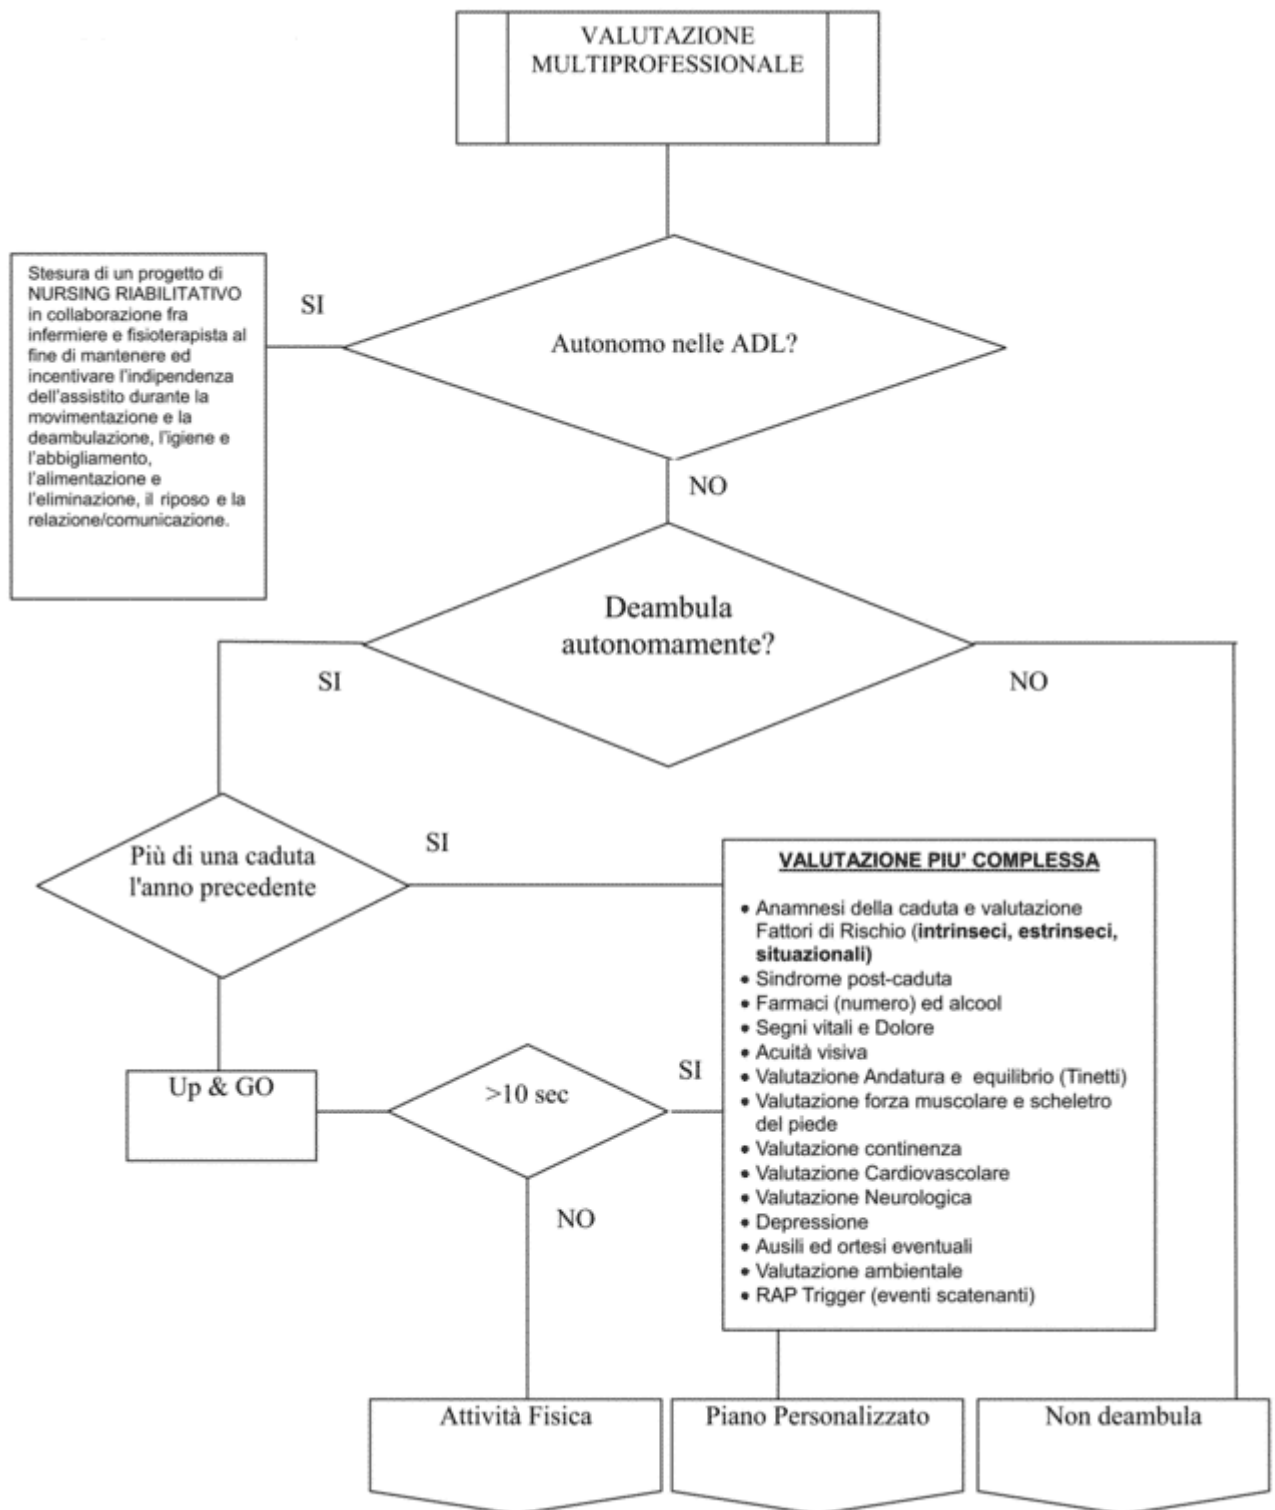 VALUTAZIONE
MULTIPROFESSIONALE
Stesura di un progetto di
NURSING RIABILITATIVO
in collaborazione fra
infermiere e fisioterapista al
fine di mantenere ed
incentivare l'indipendenza
dell'assistito durante la
movimentazione e la
deambulazione, l'igiene e
l'abbigliamento,
l'alimentazione e
l'eliminazione, il riposo e la
relazione/comunicazione.
SI
Autonomo nelle ADL?
NO
Deambula
autonomamente?
SI
NO
Più di una caduta
l'anno precedente
SI
VALUTAZIONE PIU' COMPLESSA
• Anamnesi della caduta e valutazione
Fattori di Rischio (intrinseci, estrinseci,
situazionali)
• Sindrome post-caduta
• Farmaci (numero) ed alcool
• Segni vitali e Dolore
• Acuità visiva
• Valutazione Andatura e equilibrio (Tinetti)
• Valutazione forza muscolare e scheletro
del piede
• Valutazione continenza
• Valutazione Cardiovascolare
• Valutazione Neurologica
• Depressione
• Ausili ed ortesi eventuali
• Valutazione ambientale
• RAP Trigger (eventi scatenanti)
Up & GO
>10 sec
SI
NO
Attività Fisica
Piano Personalizzato
Non deambula